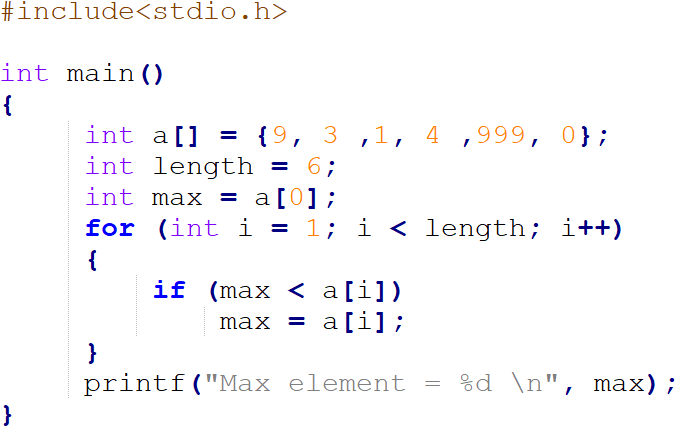 #include<stdio.h>
int main()
{
int a[] = {9, 3 ,1, 4 ,999, 0};
int length = 6;
int max = a[0];
for (int i = 1; i < length; i++)
{
if (max < a[i])
max = a[i];
}
printf("Max element = %d \n", max);
}